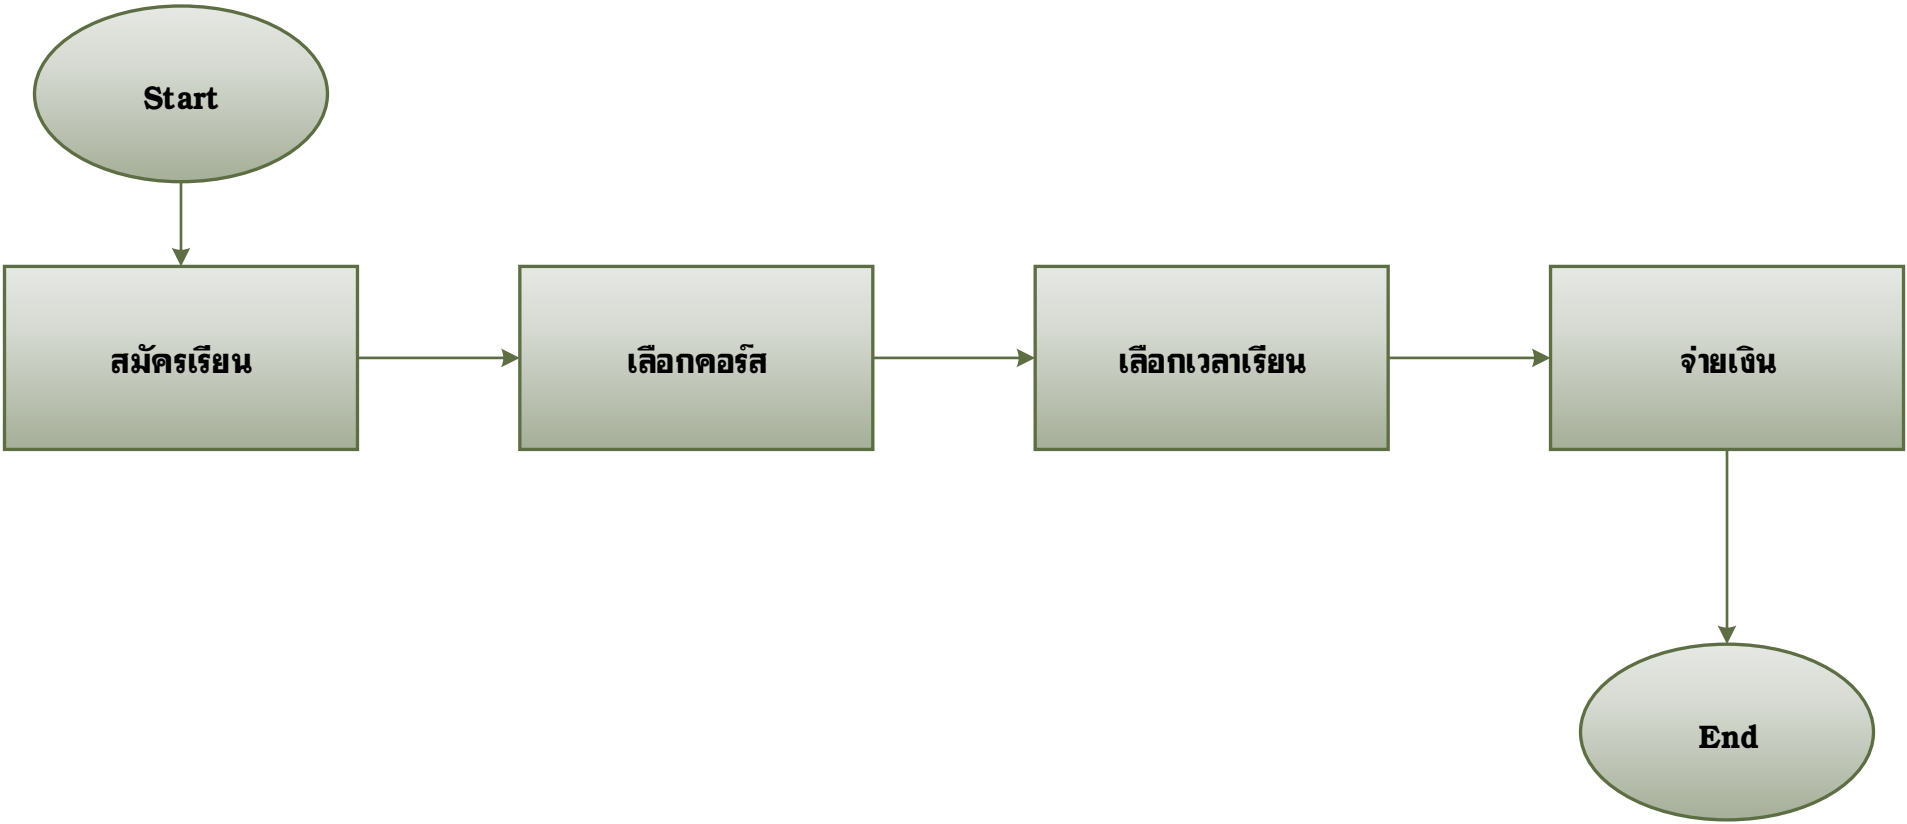 Start
สมัครเรียน
เลือกคอร์ส
เลือกเวลาเรียน
จ่ายเงิน
End